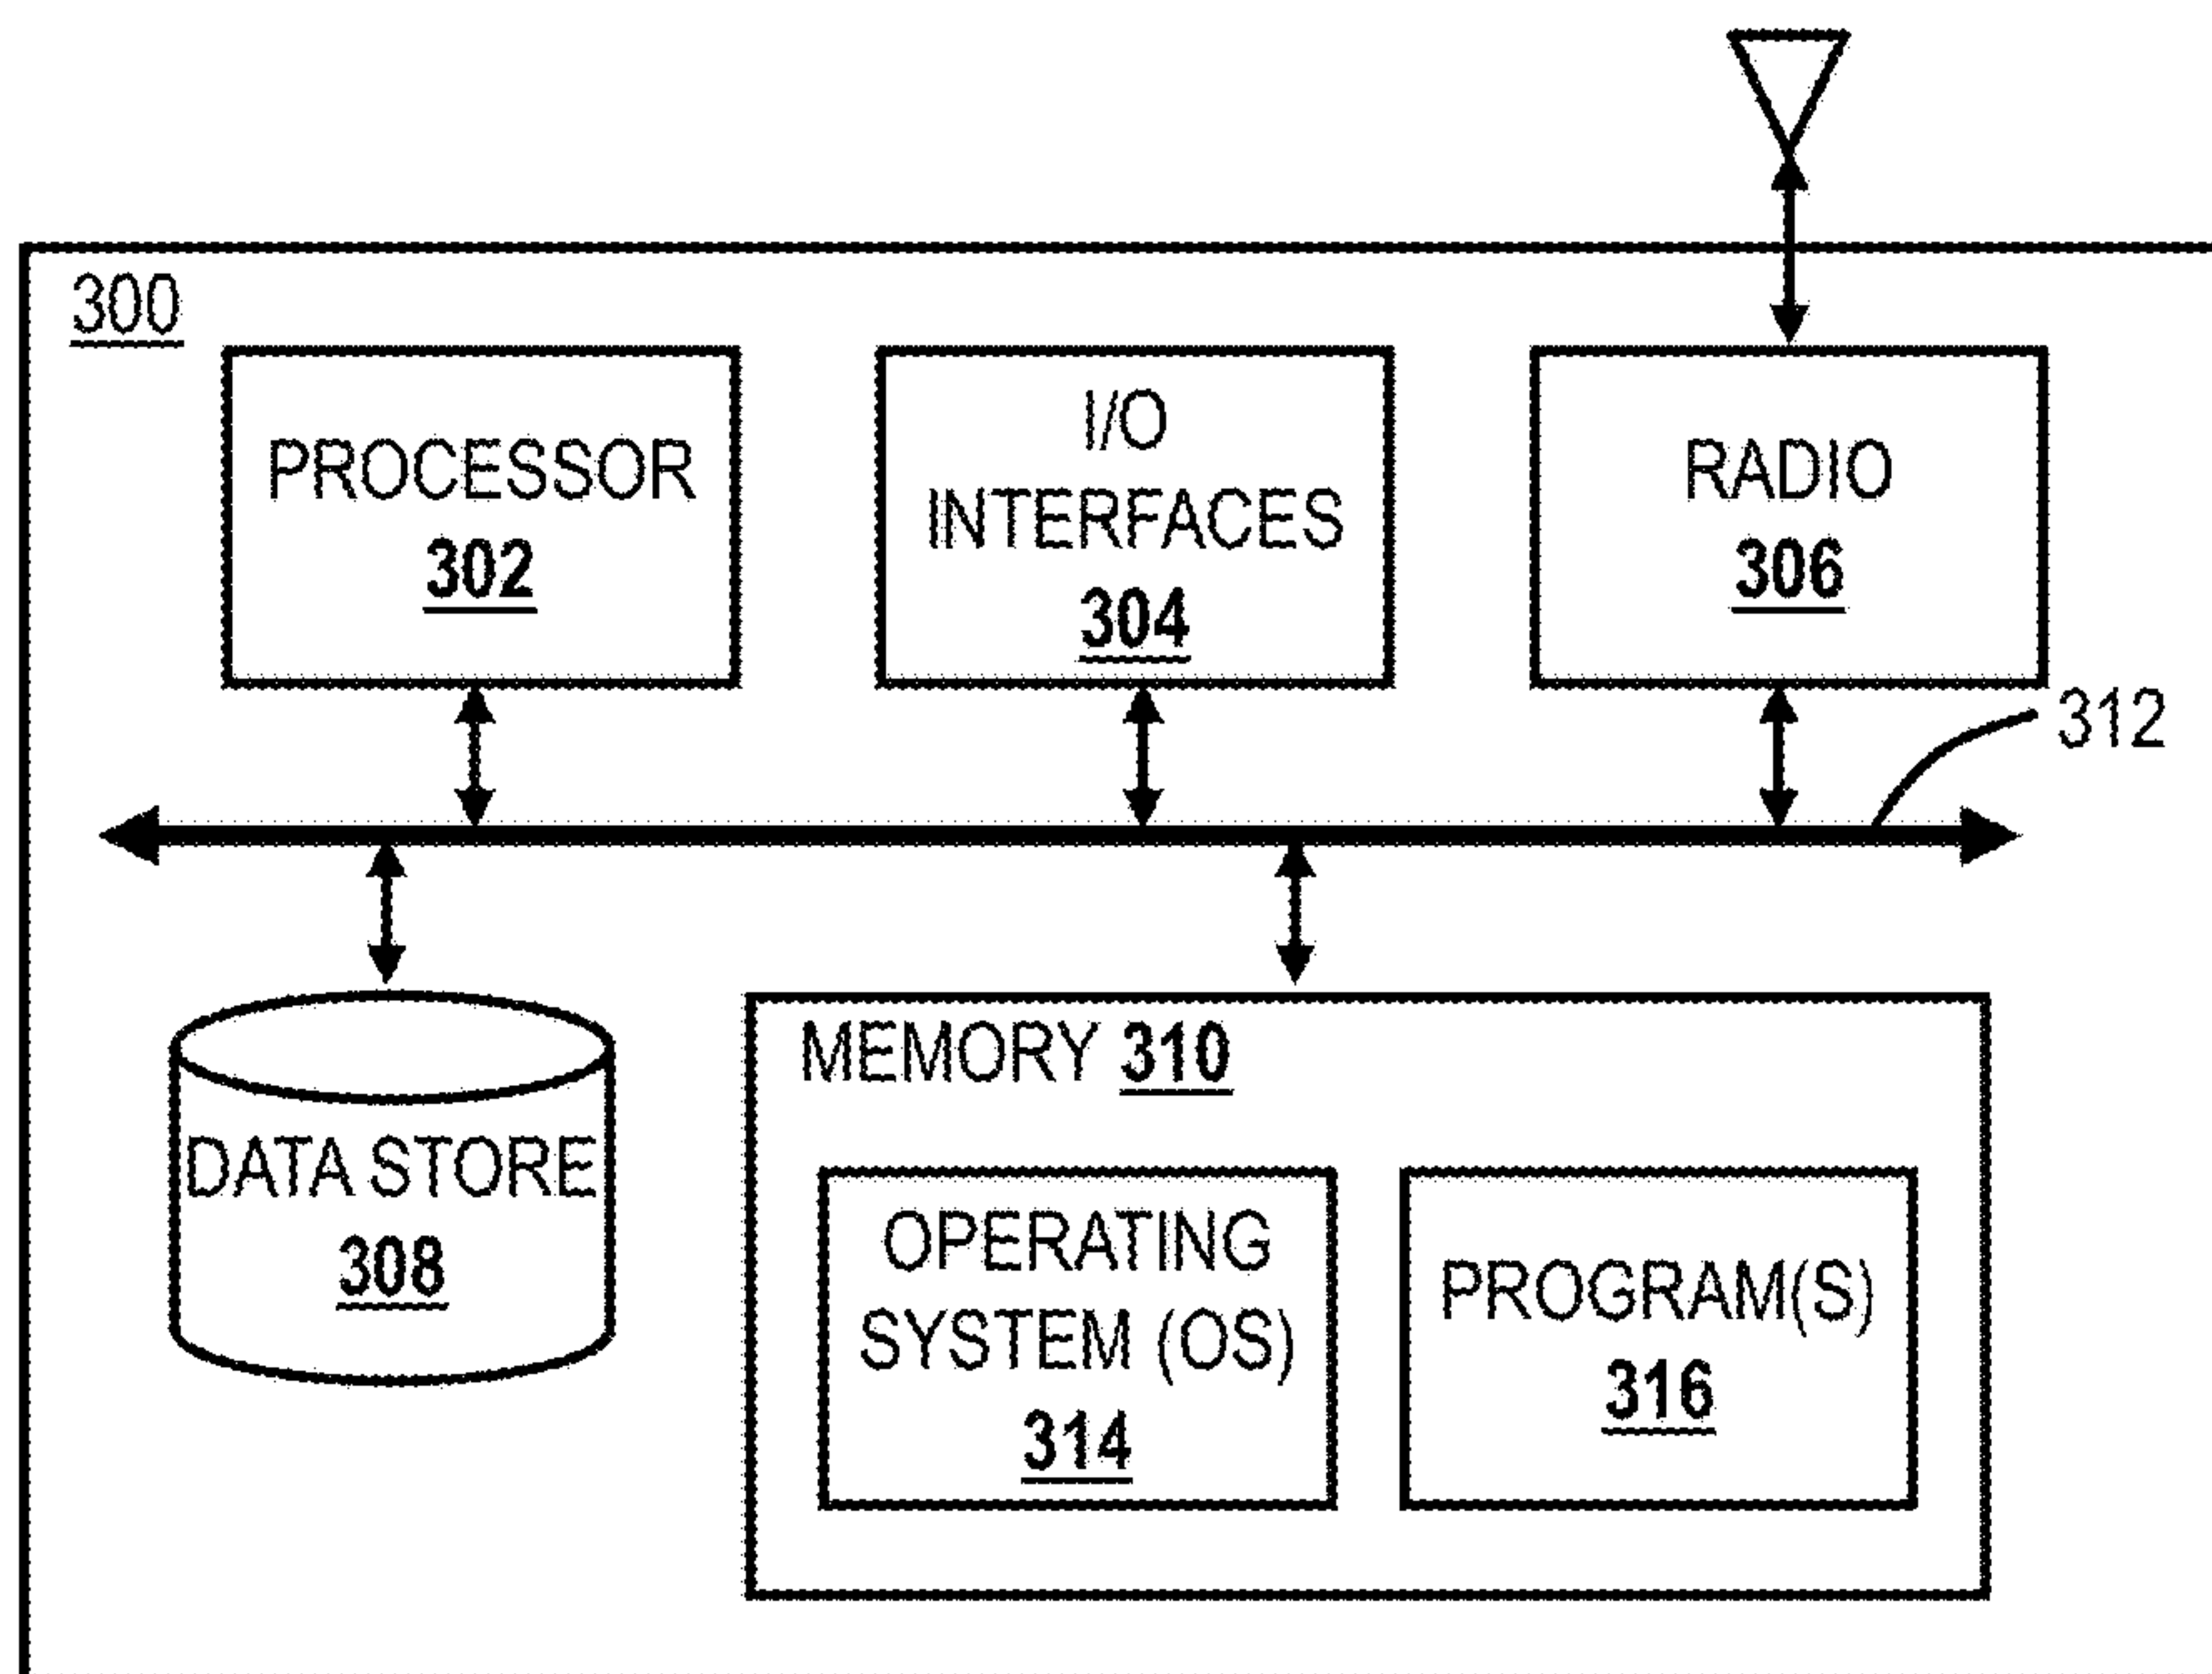 300
PROCESSOR
302
I/O
INTERFACES
304
RADIO
306
312
DATA STORE
308
MEMORY 310
OPERATING
SYSTEM (OS)
314
PROGRAM(S)
316